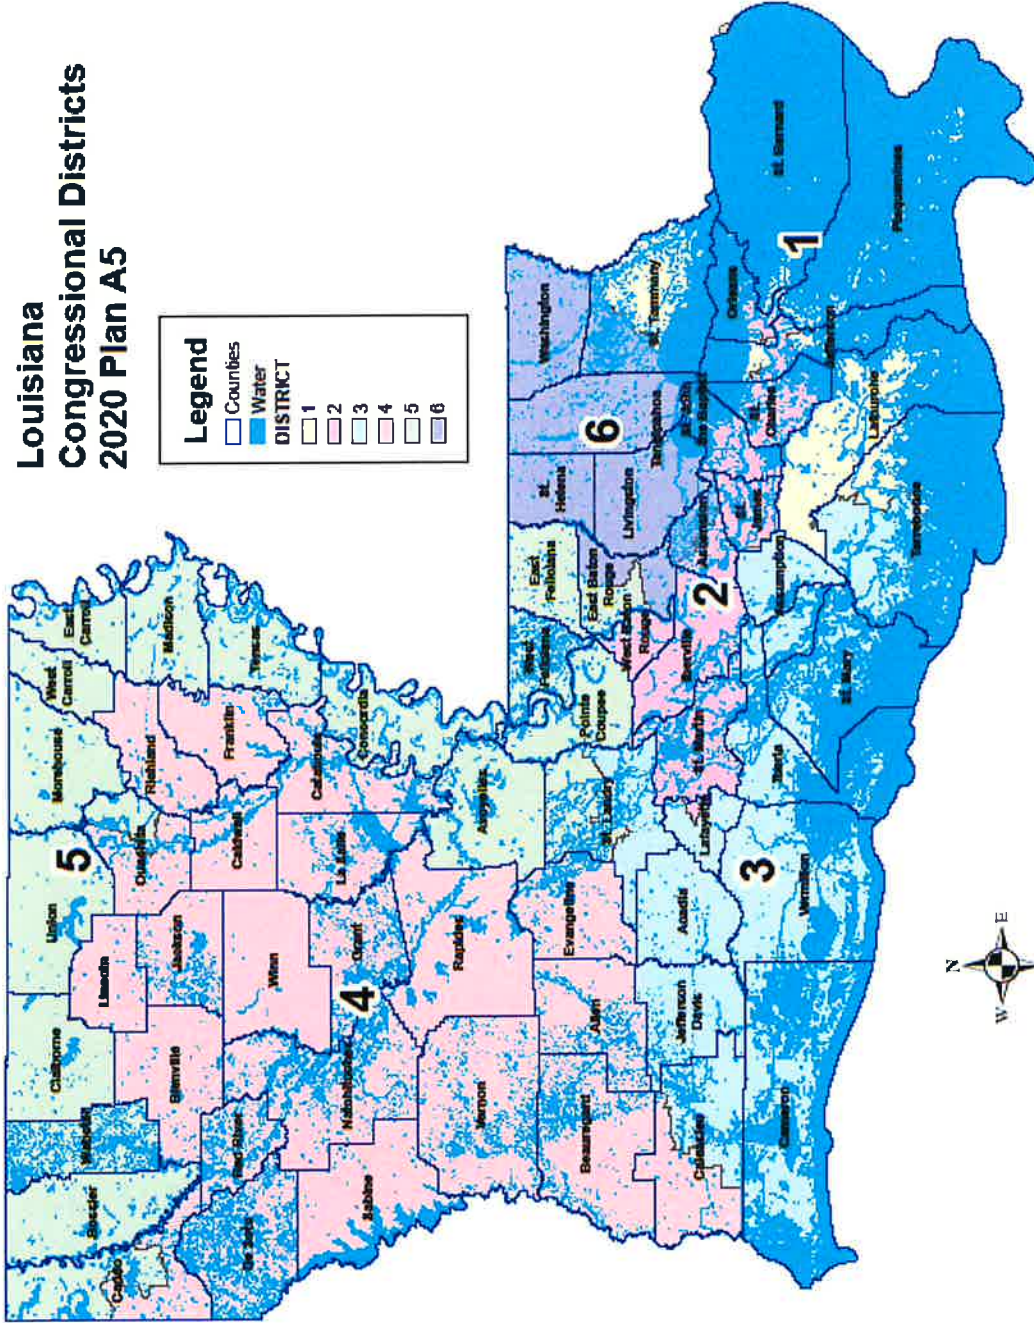 Louisiana
Congressional Districts
2020 Plan A5
Legend
Counties
Water
DISTRICT
1
2
3
4
5
6
Caddo
Bossier
Webster
Claiborne
Union
5
Morehouse
West
Carroll
East
Carroll
Lincoln
Ouachita
Richland
Madison
Bienville
Jackson
Caldwell
Franklin
Tensas
De Soto
Red River
Winn
La Salle
Catahoula
Concordia
Sabine
Natchitoches
4
Grant
Vernon
Rapides
Avoyelles
Beauregard
Allen
Evangeline
St. Landry
Pointe
Coupee
West
Feliciana
East
Feliciana
St.
Helena
Washington
East Baton
Rouge
Livingston
6
Tangipahoa
St. Tammany
West Baton
Rouge
Calcasieu
Jefferson
Davis
Acadia
Lafayette
St. Martin
Iberville
2
Ascension
St. John
the Baptist
St.
James
St.
Charles
Orleans
1
St. Bernard
Cameron
Vermilion
3
Iberia
St. Mary
Assumption
Terrebonne
Lafourche
Jefferson
Plaquemines
N
W
E
S